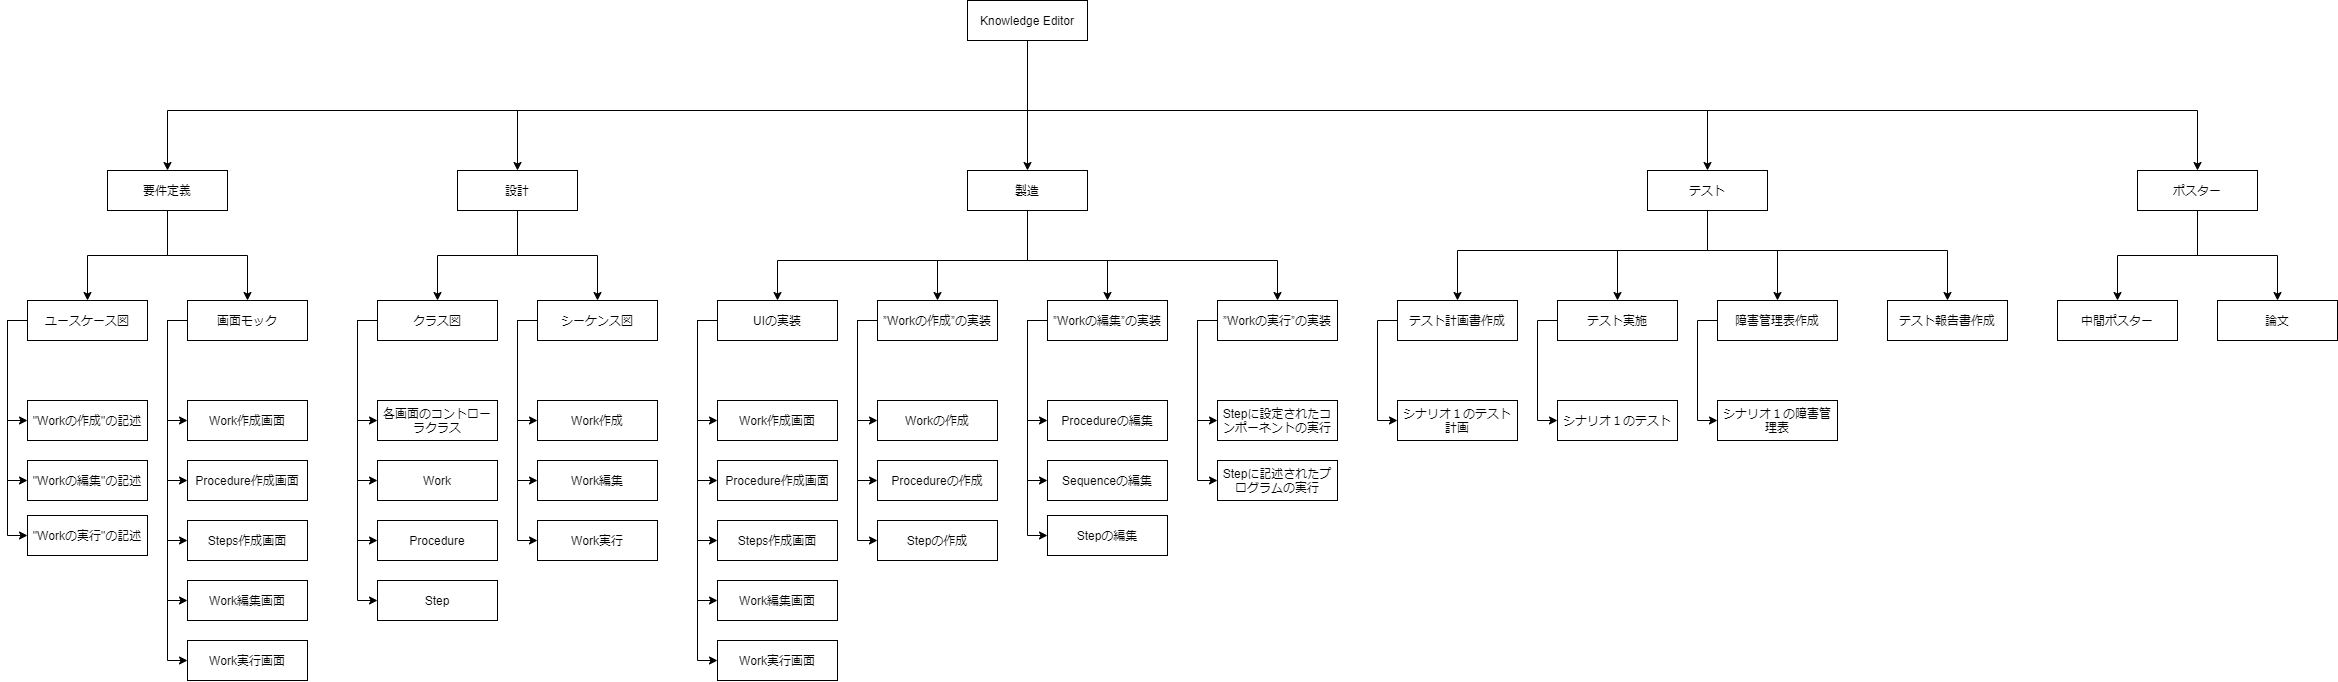 Knowledge Editor
要件定義
設計
製造
テスト
ポスター
ユースケース図
画面モック
クラス図
シーケンス図
UIの実装
”Workの作成”の実装
”Workの編集”の実装
”Workの実行”の実装
テスト計画書作成
テスト実施
障害管理表作成
テスト報告書作成
中間ポスター
論文
"Workの作成"の記述
"Workの編集"の記述
"Workの実行"の記述
Work作成画面
Procedure作成画面
Steps作成画面
Work編集画面
Work実行画面
各画面のコントロー
ラクラス
Work
Procedure
Step
Work作成
Work編集
Work実行
Work作成画面
Procedure作成画面
Steps作成画面
Work編集画面
Work実行画面
Workの作成
Procedureの作成
Stepの作成
Procedureの編集
Sequenceの編集
Stepの編集
Stepに設定されたコ
ンポーネントの実行
Stepに記述されたプ
ログラムの実行
シナリオ１のテスト
計画
シナリオ１のテスト
シナリオ１の障害管
理表